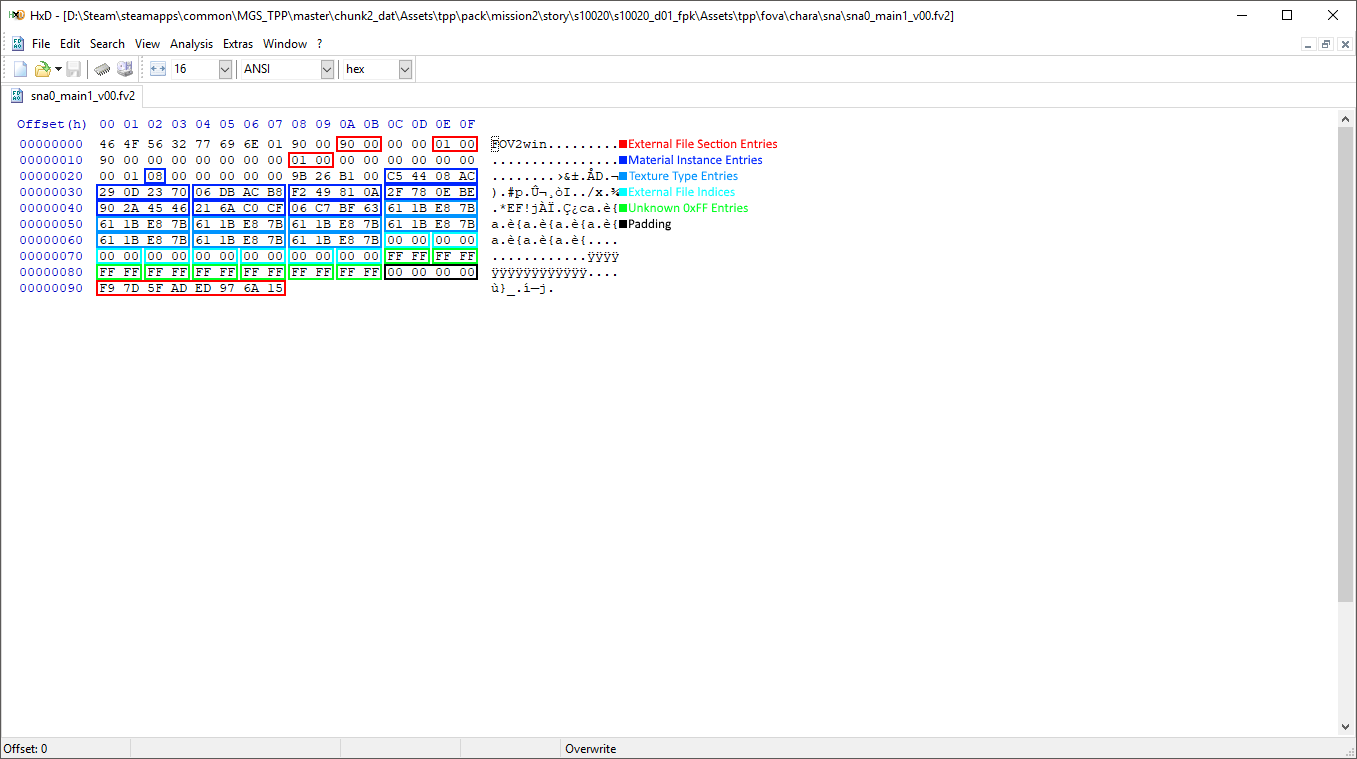 HxD - [D:\Steam\steamapps\common\MGS_TPP\master\chunk2_dat\Assets\tpp\pack\mission2\story\s10020\s10020_d01_fpk\Assets\tpp\fova\chara\sna\sna0_main1_v00.fv2]
File Edit Search View Analysis Extras Window ?
16 ANSI hex
sna0_main1_v00.fv2
Offset(h) 00 01 02 03 04 05 06 07 08 09 0A 0B 0C 0D 0E 0F
00000000 46 4F 56 32 77 69 6E 01 90 00 90 00 00 00 01 00 FOV2win......... External File Section Entries
00000010 90 00 00 00 00 00 00 00 01 00 00 00 00 00 00 00 ................ Material Instance Entries
00000020 00 01 08 00 00 00 00 00 9B 26 B1 00 C5 44 08 AC ........›&±.ÅD.¬ Texture Type Entries
00000030 29 0D 23 70 06 DB AC B8 F2 49 81 0A 2F 78 0E BE ).#p.Û¬¸òI../x.¾ External File Indices
00000040 90 2A 45 46 21 6A C0 CF 06 C7 BF 63 61 1B E8 7B .*EF!jÀÏ.Ç¿ca.è{ Unknown 0xFF Entries
00000050 61 1B E8 7B 61 1B E8 7B 61 1B E8 7B 61 1B E8 7B a.è{a.è{a.è{a.è{ Padding
00000060 61 1B E8 7B 61 1B E8 7B 61 1B E8 7B 00 00 00 00 a.è{a.è{a.è{....
00000070 00 00 00 00 00 00 00 00 00 00 00 00 FF FF FF FF ............ÿÿÿÿ
00000080 FF FF FF FF FF FF FF FF FF FF FF FF 00 00 00 00 ÿÿÿÿÿÿÿÿÿÿÿÿ....
00000090 F9 7D 5F AD ED 97 6A 15 ù}_.í—j.
Offset: 0 Overwrite